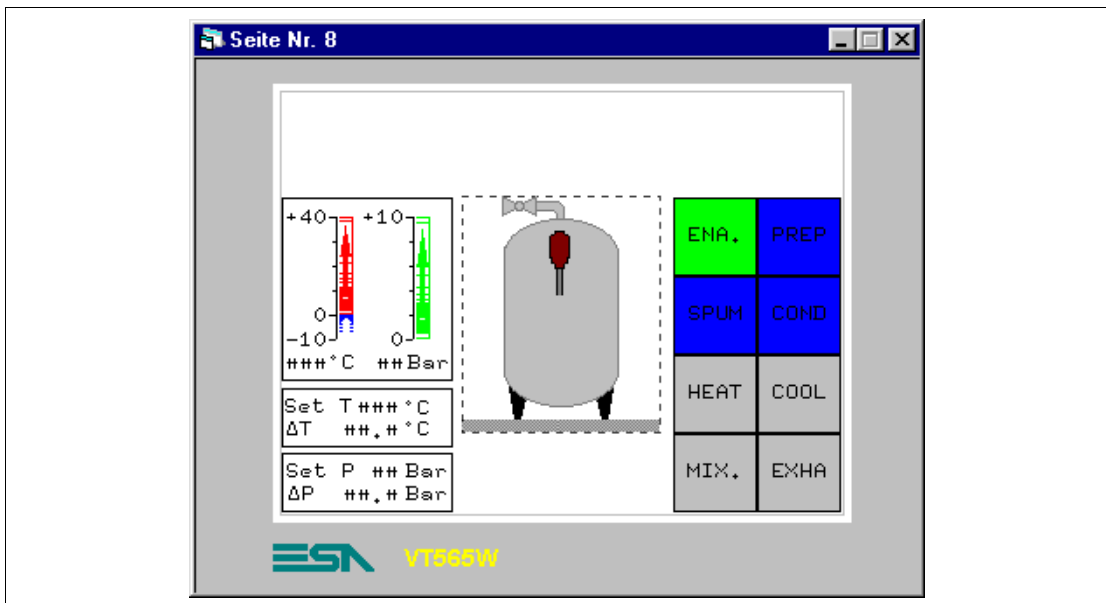 Seite Nr. 8
+40 +10
0
-10 0
###°C ##Bar
Set T###°C
ΔT ##.#°C
Set P ##Bar
ΔP ##.#Bar
ENA. PREP
SPUM COND
HEAT COOL
MIX. EXHA
ESA VT565W